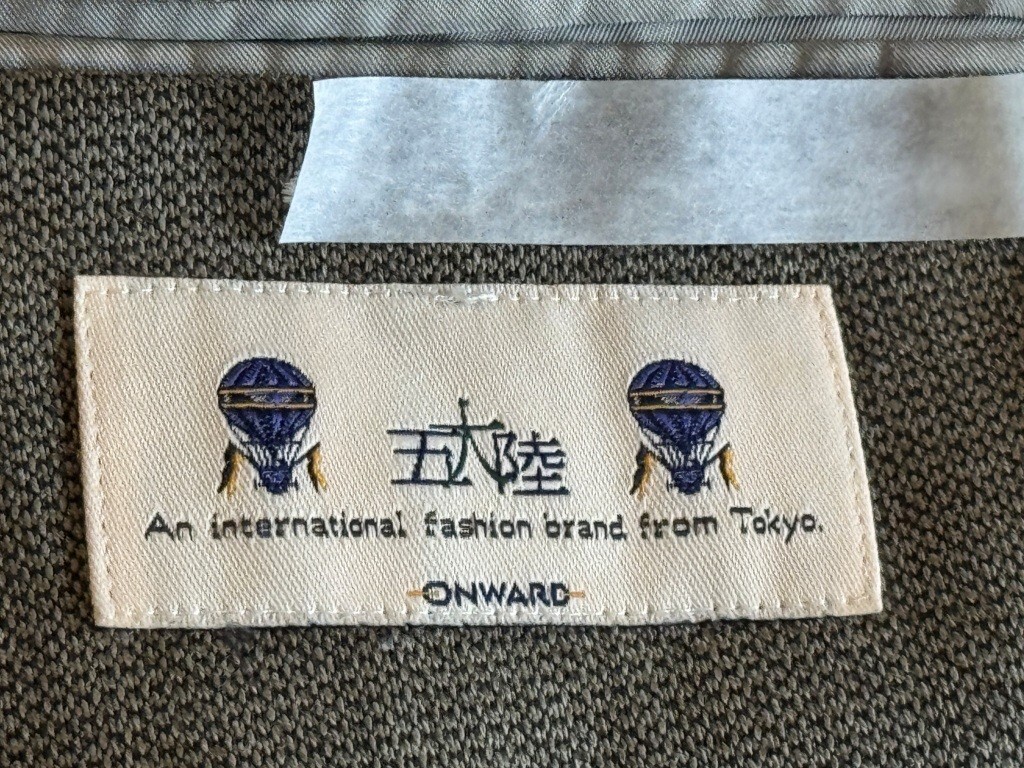 五大陸
An international fashion brand from Tokyo.
ONWARD